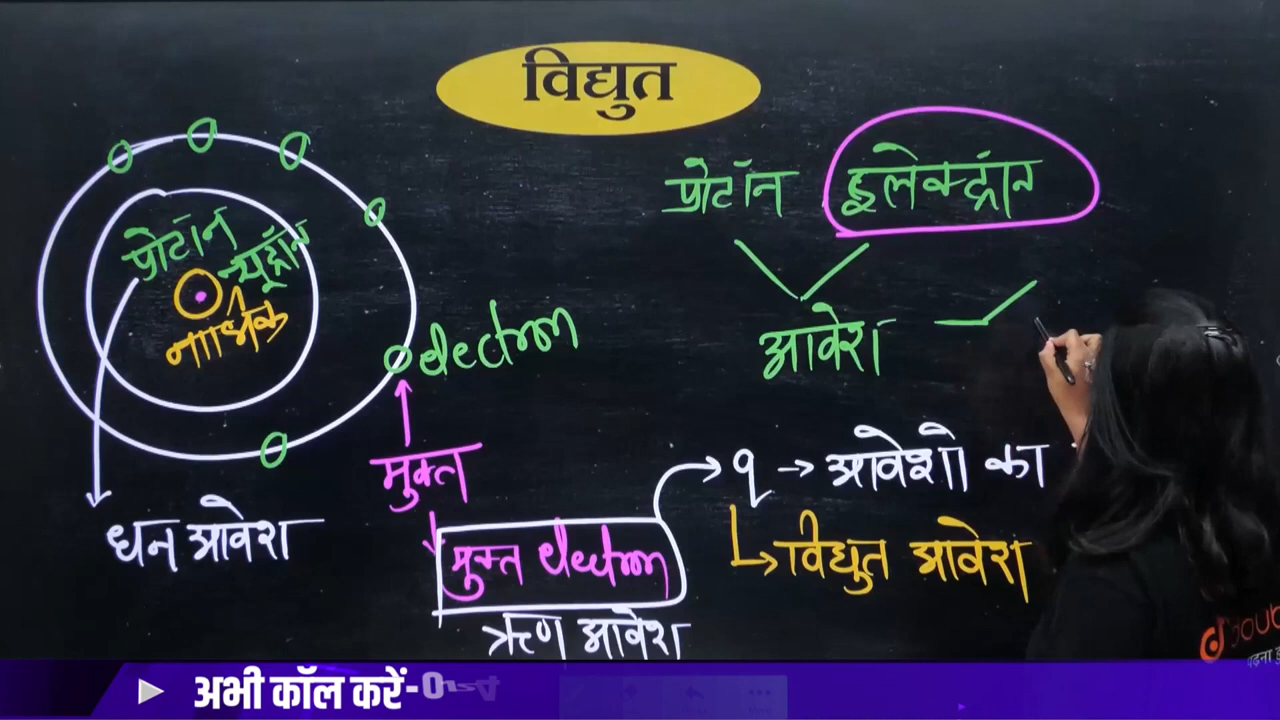 विद्युत
प्रोटॉन इलेक्ट्रॉन
प्रोटॉन
न्यूट्रॉन
नाभिक
electron
आवेश
मुक्त
q → आवेशो का
धन आवेश
मुक्त electron
विद्युत आवेश
ऋण आवेश
अभी कॉल करें-